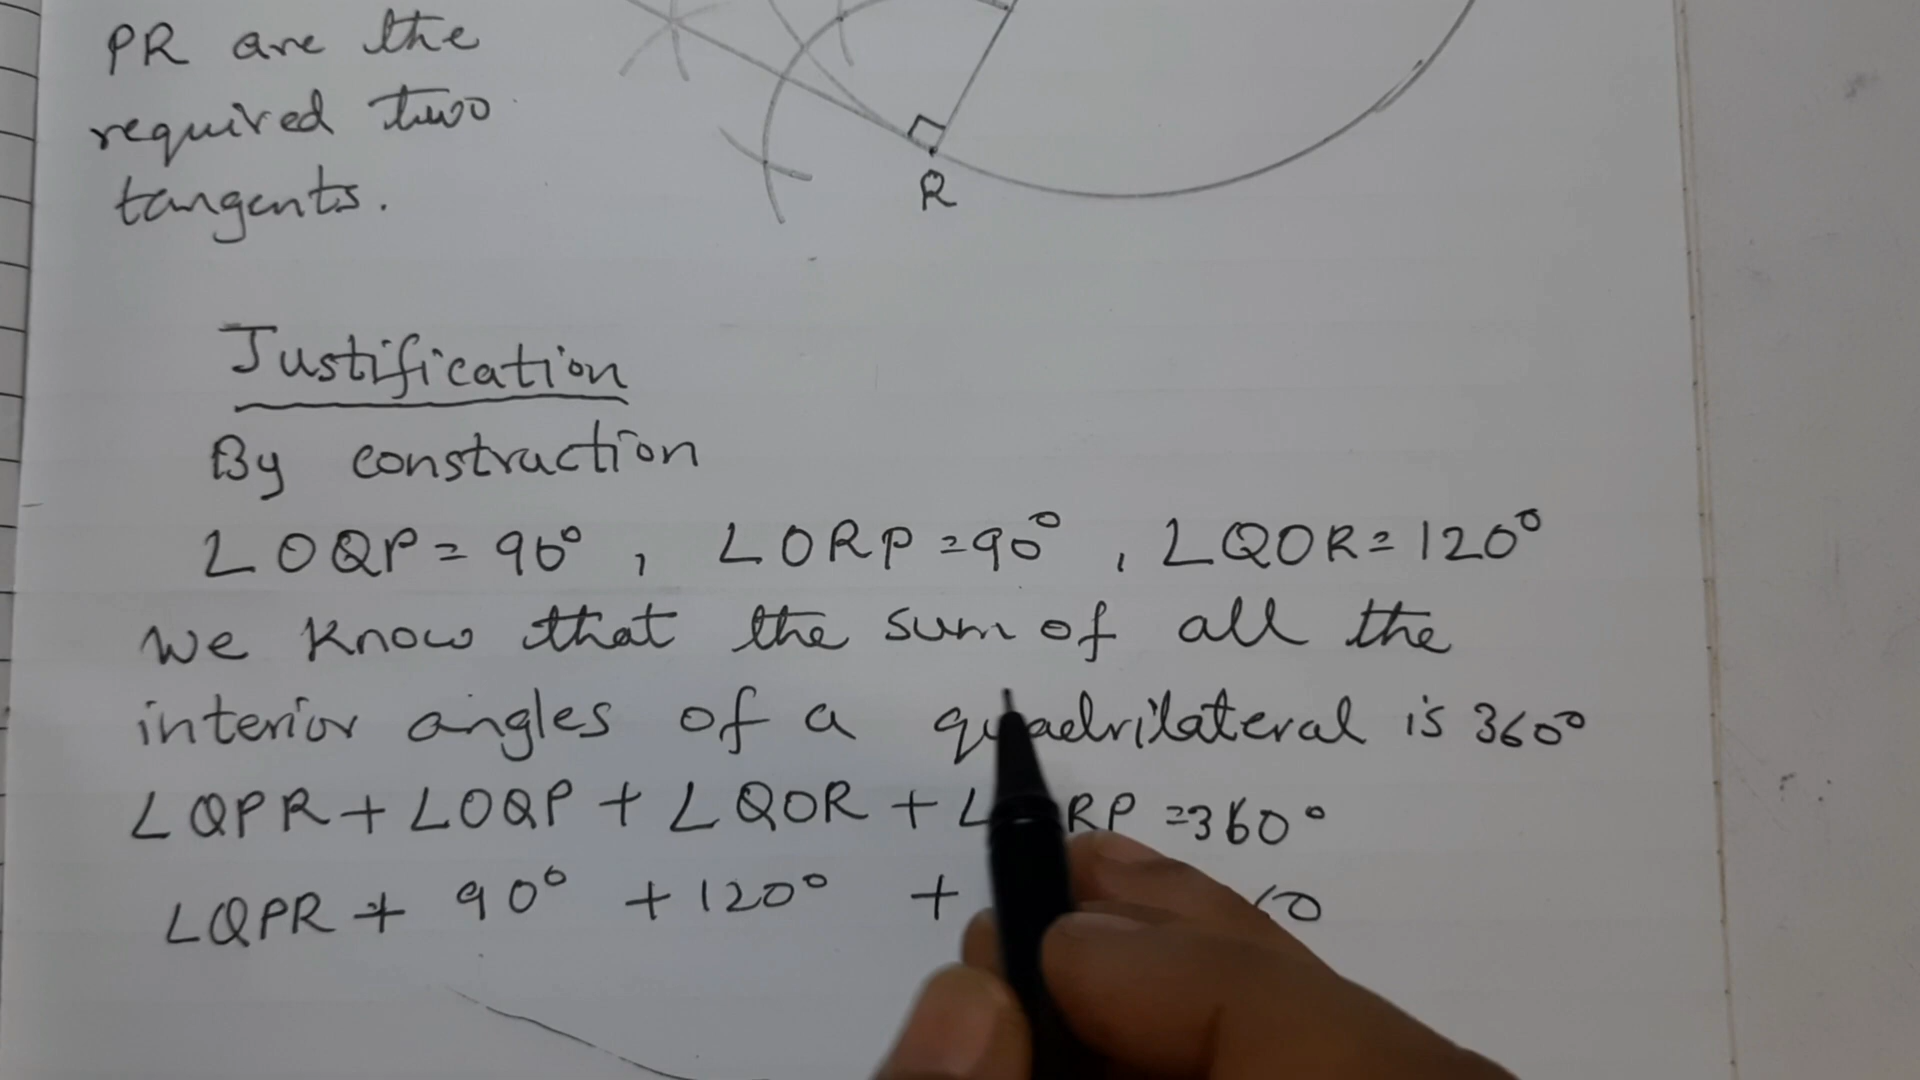 PR are the
required two
tangents.
R
Justification
By construction
∠OQP = 90°, ∠ORP = 90°, ∠QOR = 120°
We know that the sum of all the
interior angles of a quadrilateral is 360°
∠QPR + ∠OQP + ∠QOR + ∠ RP = 360°
∠QPR + 90° + 120° +